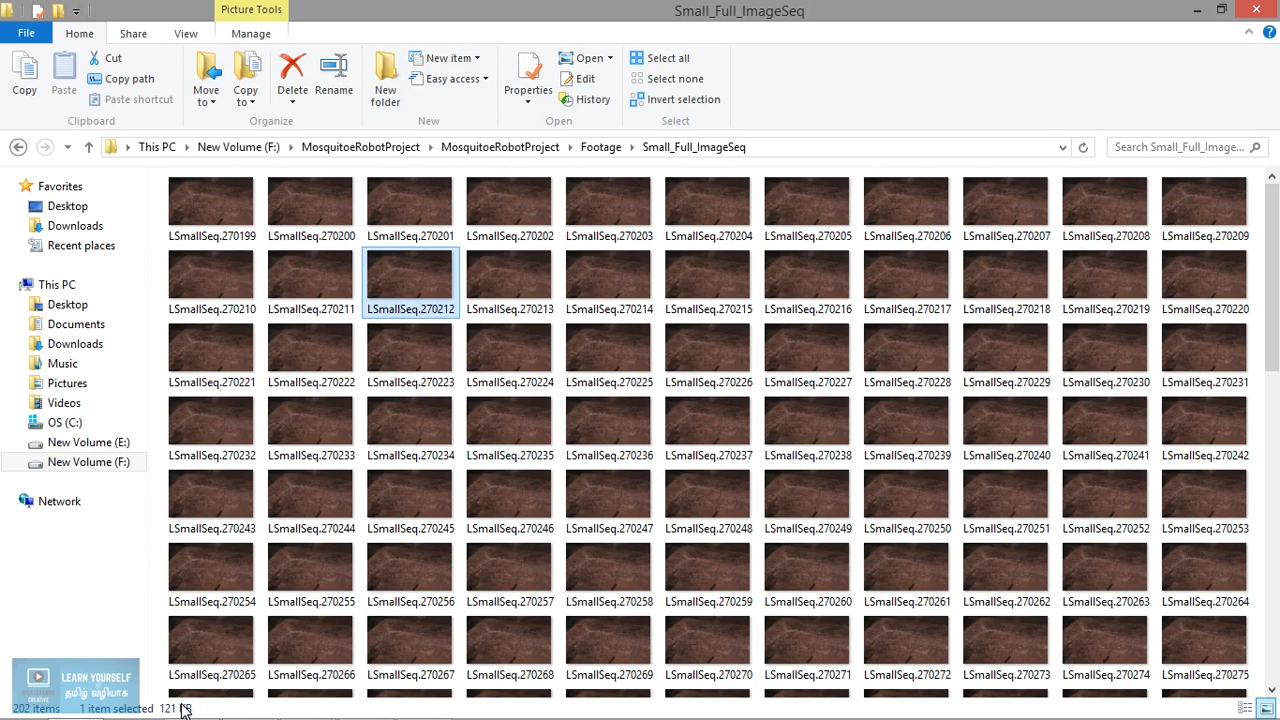 Picture Tools
Small_Full_ImageSeq
File
Home
Share
View
Manage
Copy
Paste
Cut
Copy path
Paste shortcut
Clipboard
Move to
Copy to
Delete
Rename
Organize
New folder
New item
Easy access
New
Properties
Open
Edit
History
Open
Select all
Select none
Invert selection
Select
This PC
New Volume (F:)
MosquitoeRobotProject
MosquitoeRobotProject
Footage
Small_Full_ImageSeq
Search Small_Full_Image...
Favorites
Desktop
Downloads
Recent places
This PC
Desktop
Documents
Downloads
Music
Pictures
Videos
OS (C:)
New Volume (E:)
New Volume (F:)
Network
LSmallSeq.270199 LSmallSeq.270200 LSmallSeq.270201 LSmallSeq.270202 LSmallSeq.270203 LSmallSeq.270204 LSmallSeq.270205 LSmallSeq.270206 LSmallSeq.270207 LSmallSeq.270208 LSmallSeq.270209
LSmallSeq.270210 LSmallSeq.270211 LSmallSeq.270212 LSmallSeq.270213 LSmallSeq.270214 LSmallSeq.270215 LSmallSeq.270216 LSmallSeq.270217 LSmallSeq.270218 LSmallSeq.270219 LSmallSeq.270220
LSmallSeq.270221 LSmallSeq.270222 LSmallSeq.270223 LSmallSeq.270224 LSmallSeq.270225 LSmallSeq.270226 LSmallSeq.270227 LSmallSeq.270228 LSmallSeq.270229 LSmallSeq.270230 LSmallSeq.270231
LSmallSeq.270232 LSmallSeq.270233 LSmallSeq.270234 LSmallSeq.270235 LSmallSeq.270236 LSmallSeq.270237 LSmallSeq.270238 LSmallSeq.270239 LSmallSeq.270240 LSmallSeq.270241 LSmallSeq.270242
LSmallSeq.270243 LSmallSeq.270244 LSmallSeq.270245 LSmallSeq.270246 LSmallSeq.270247 LSmallSeq.270248 LSmallSeq.270249 LSmallSeq.270250 LSmallSeq.270251 LSmallSeq.270252 LSmallSeq.270253
LSmallSeq.270254 LSmallSeq.270255 LSmallSeq.270256 LSmallSeq.270257 LSmallSeq.270258 LSmallSeq.270259 LSmallSeq.270260 LSmallSeq.270261 LSmallSeq.270262 LSmallSeq.270263 LSmallSeq.270264
LSmallSeq.270265 LSmallSeq.270266 LSmallSeq.270267 LSmallSeq.270268 LSmallSeq.270269 LSmallSeq.270270 LSmallSeq.270271 LSmallSeq.270272 LSmallSeq.270273 LSmallSeq.270274 LSmallSeq.270275
LEARN YOURSELF
தமிழ் வழியாக
CREATIVE
202 items 1 item selected 121